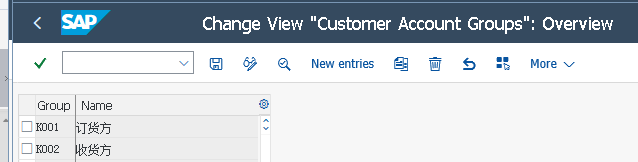 SAP Change View "Customer Account Groups": Overview
New entries More
Group Name
K001 订货方
K002 收货方